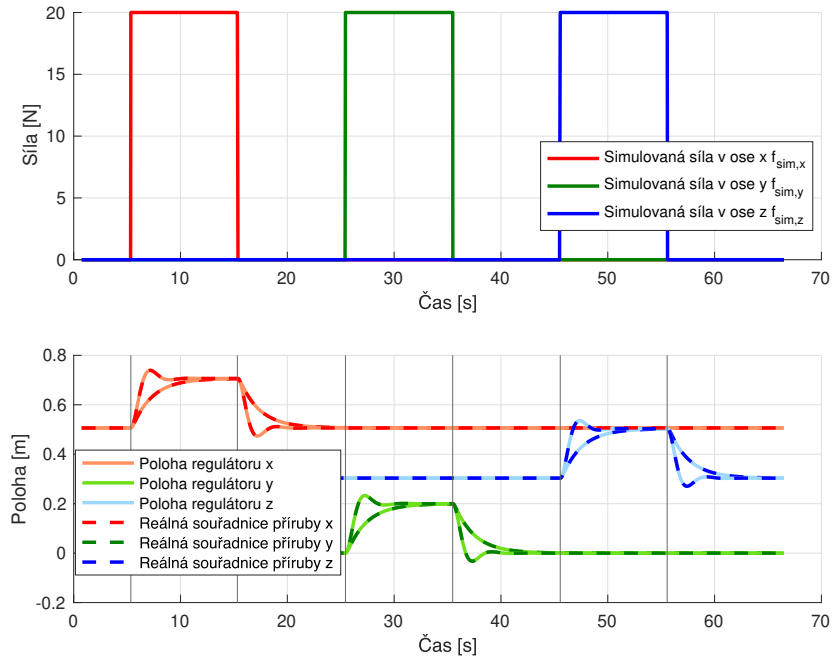 20
15
10
5
0
Síla [N]
Simulovaná síla v ose x f_sim,x
Simulovaná síla v ose y f_sim,y
Simulovaná síla v ose z f_sim,z
0 10 20 30 40 50 60 70
Čas [s]
0.8
0.6
0.4
0.2
0
-0.2
Poloha [m]
Poloha regulátoru x
Poloha regulátoru y
Poloha regulátoru z
Reálná souřadnice příruby x
Reálná souřadnice příruby y
Reálná souřadnice příruby z
0 10 20 30 40 50 60 70
Čas [s]